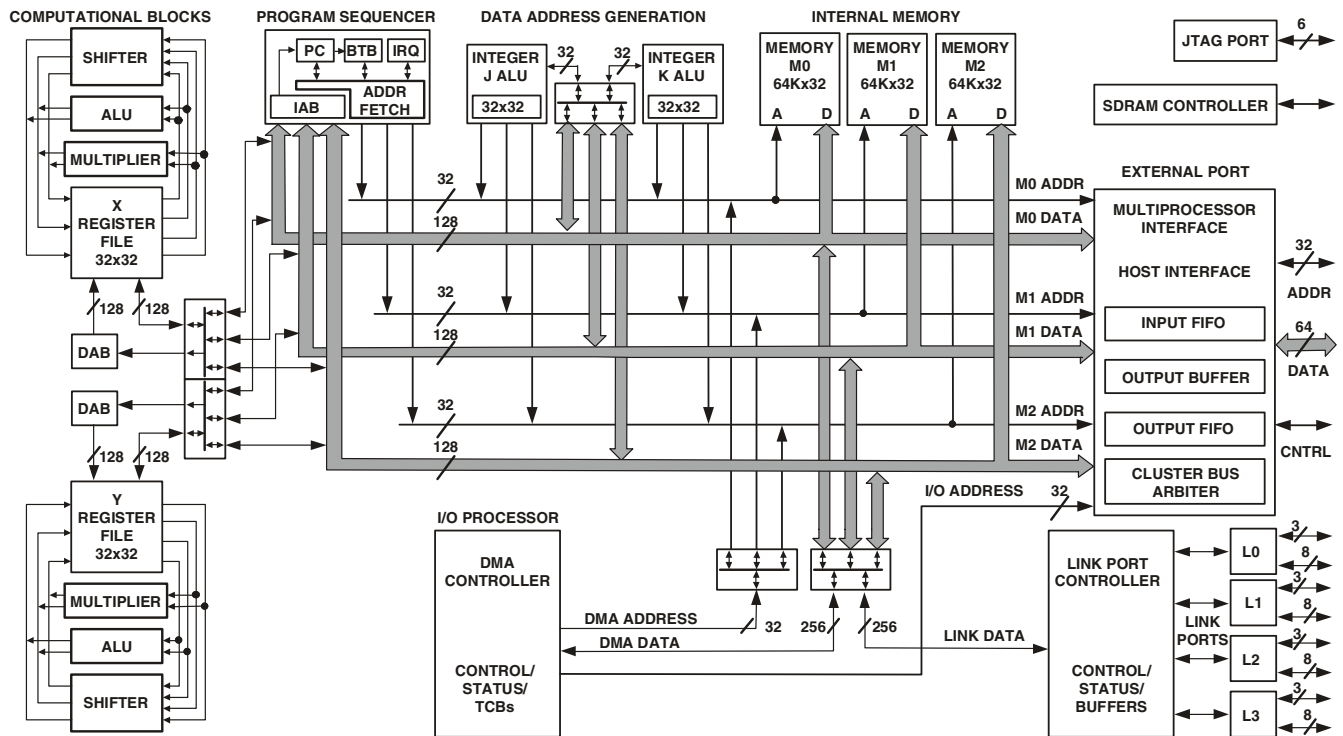 COMPUTATIONAL BLOCKS
SHIFTER
ALU
MULTIPLIER
X
REGISTER
FILE
32x32
128
128
DAB
DAB
128
128
Y
REGISTER
FILE
32x32
MULTIPLIER
ALU
SHIFTER
PROGRAM SEQUENCER
PC
BTB
IRQ
ADDR
FETCH
IAB
DATA ADDRESS GENERATION
INTEGER
J ALU
32x32
32
32
INTEGER
K ALU
32x32
INTERNAL MEMORY
MEMORY
M0
64Kx32
A
D
MEMORY
M1
64Kx32
A
D
MEMORY
M2
64Kx32
A
D
32
M0 ADDR
128
M0 DATA
32
M1 ADDR
128
M1 DATA
32
M2 ADDR
128
M2 DATA
JTAG PORT
6
SDRAM CONTROLLER
EXTERNAL PORT
MULTIPROCESSOR
INTERFACE
HOST INTERFACE
INPUT FIFO
OUTPUT BUFFER
OUTPUT FIFO
CLUSTER BUS
ARBITER
32
ADDR
64
DATA
CNTRL
I/O ADDRESS
32
I/O PROCESSOR
DMA
CONTROLLER
CONTROL/
STATUS/
TCBs
DMA ADDRESS
32
DMA DATA
256
256
LINK DATA
LINK PORT
CONTROLLER
CONTROL/
STATUS/
BUFFERS
LINK
PORTS
L0
3
8
L1
3
8
L2
3
8
L3
3
8